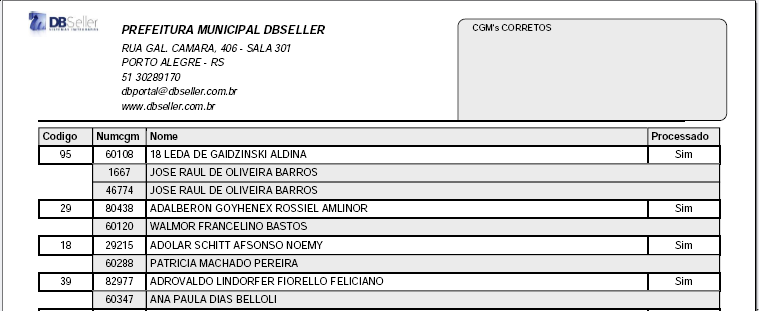 DBSeller
PREFEITURA MUNICIPAL DBSELLER
RUA GAL. CAMARA, 406 - SALA 301
PORTO ALEGRE - RS
51 30289170
dbportal@dbseller.com.br
www.dbseller.com.br
CGM's CORRETOS
Codigo Numcgm Nome Processado
95 60108 18 LEDA DE GAIDZINSKI ALDINA Sim
1667 JOSE RAUL DE OLIVEIRA BARROS
46774 JOSE RAUL DE OLIVEIRA BARROS
29 80438 ADALBERON GOYHENEX ROSSIEL AMLINOR Sim
60120 WALMOR FRANCELINO BASTOS
18 29215 ADOLAR SCHITT AFSONSO NOEMY Sim
60288 PATRICIA MACHADO PEREIRA
39 82977 ADROVALDO LINDORFER FIORELLO FELICIANO Sim
60347 ANA PAULA DIAS BELLOLI